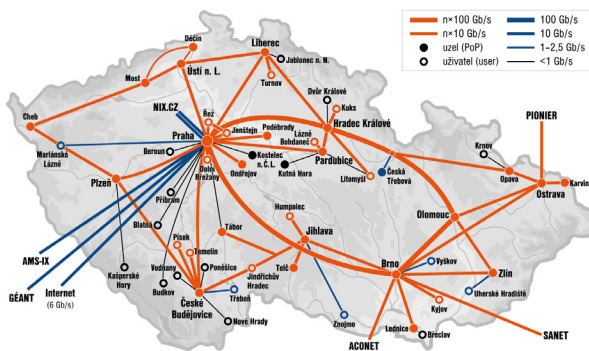 n×100 Gb/s
n×10 Gb/s
uzel (PoP)
uživatel (user)
100 Gb/s
10 Gb/s
1–2,5 Gb/s
<1 Gb/s
Děčín
Liberec
Jablonec n. N.
Most
Ústí n. L.
Turnov
Dvůr Králové
Kuks
NIX.CZ
Cheb
Řež
Jenštejn
Praha
Poděbrady
Hradec Králové
PIONIER
Mariánské
Lázně
Beroun
Kostelec
n.Č.L.
Lázně
Bohdaneč
Pardubice
Krnov
Plzeň
Dolní
Břežany
Ondřejov
Kutná Hora
Litomyšl
Česká
Třebová
Opava
Ostrava
Karviná
Příbram
Humpolec
Olomouc
Blatná
Písek
Tábor
Jihlava
AMS-IX
Temelín
Brno
Vyškov
Zlín
GÉANT
Internet
(6 Gb/s)
Kašperské
Hory
Vodňany
Budkov
Poněšice
Jindřichův
Hradec
Telč
České
Budějovice
Třeboň
Uherské Hradiště
Nové Hrady
Znojmo
Kyjov
Lednice
Břeclav
ACONET
SANET